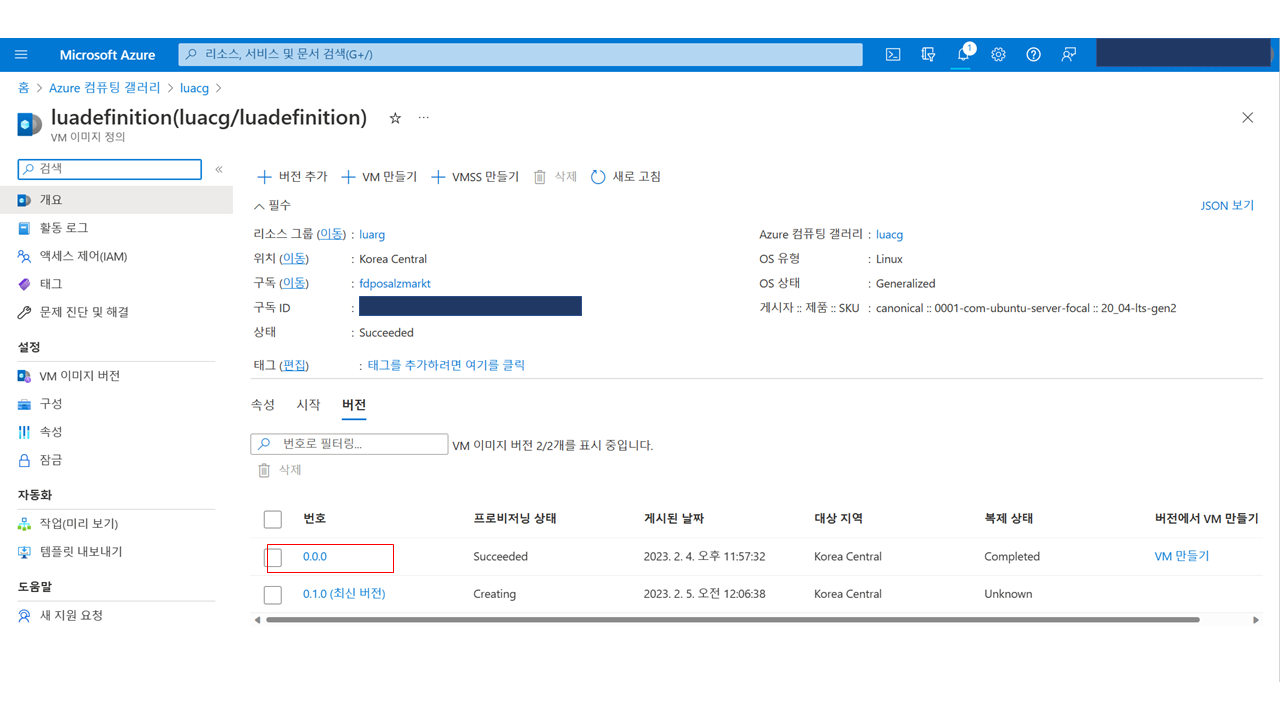 Microsoft Azure
리소스, 서비스 및 문서 검색(G+/)
1
홈 > Azure 컴퓨팅 갤러리 > luacg >
luadefinition(luacg/luadefinition)
VM 이미지 정의
검색
개요
활동 로그
액세스 제어(IAM)
태그
문제 진단 및 해결
설정
VM 이미지 버전
구성
속성
잠금
자동화
작업(미리 보기)
템플릿 내보내기
도움말
새 지원 요청
버전 추가 VM 만들기 VMSS 만들기 삭제 새로 고침
필수
JSON 보기
리소스 그룹 (이동) : luarg
위치 (이동) : Korea Central
구독 (이동) : fdposalzmarkt
구독 ID :
상태 : Succeeded
태그 (편집) : 태그를 추가하려면 여기를 클릭
Azure 컴퓨팅 갤러리 : luacg
OS 유형 : Linux
OS 상태 : Generalized
게시자 :: 제품 :: SKU : canonical :: 0001-com-ubuntu-server-focal :: 20_04-lts-gen2
속성 시작 버전
번호로 필터링... VM 이미지 버전 2/2개를 표시 중입니다.
삭제
번호 프로비저닝 상태 게시된 날짜 대상 지역 복제 상태 버전에서 VM 만들기
0.0.0 Succeeded 2023. 2. 4. 오후 11:57:32 Korea Central Completed VM 만들기
0.1.0 (최신 버전) Creating 2023. 2. 5. 오전 12:06:38 Korea Central Unknown